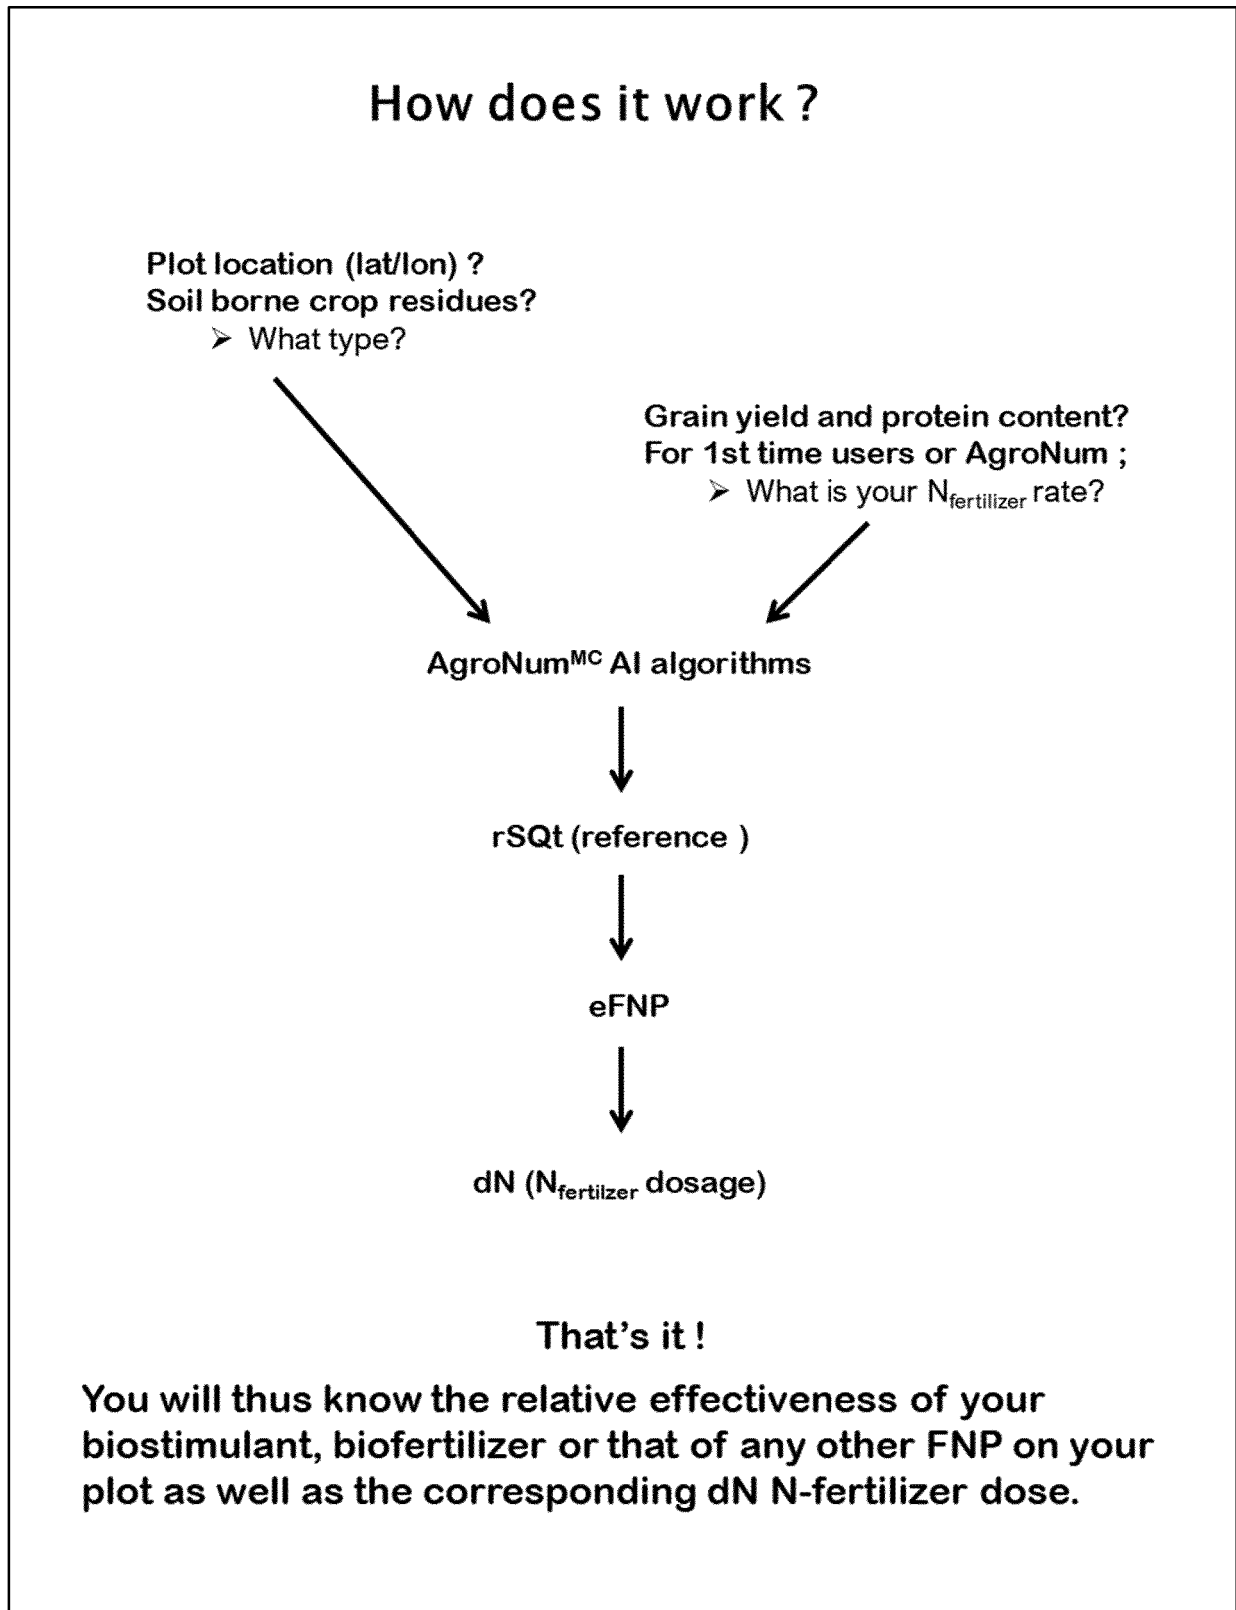 How does it work ?
Plot location (lat/lon) ?
Soil borne crop residues?
➢ What type?
Grain yield and protein content?
For 1st time users or AgroNum ;
➢ What is your Nfertilizer rate?
AgroNumMC AI algorithms
rSQt (reference )
eFNP
dN (Nfertilzer dosage)
That's it !
You will thus know the relative effectiveness of your
biostimulant, biofertilizer or that of any other FNP on your
plot as well as the corresponding dN N-fertilizer dose.